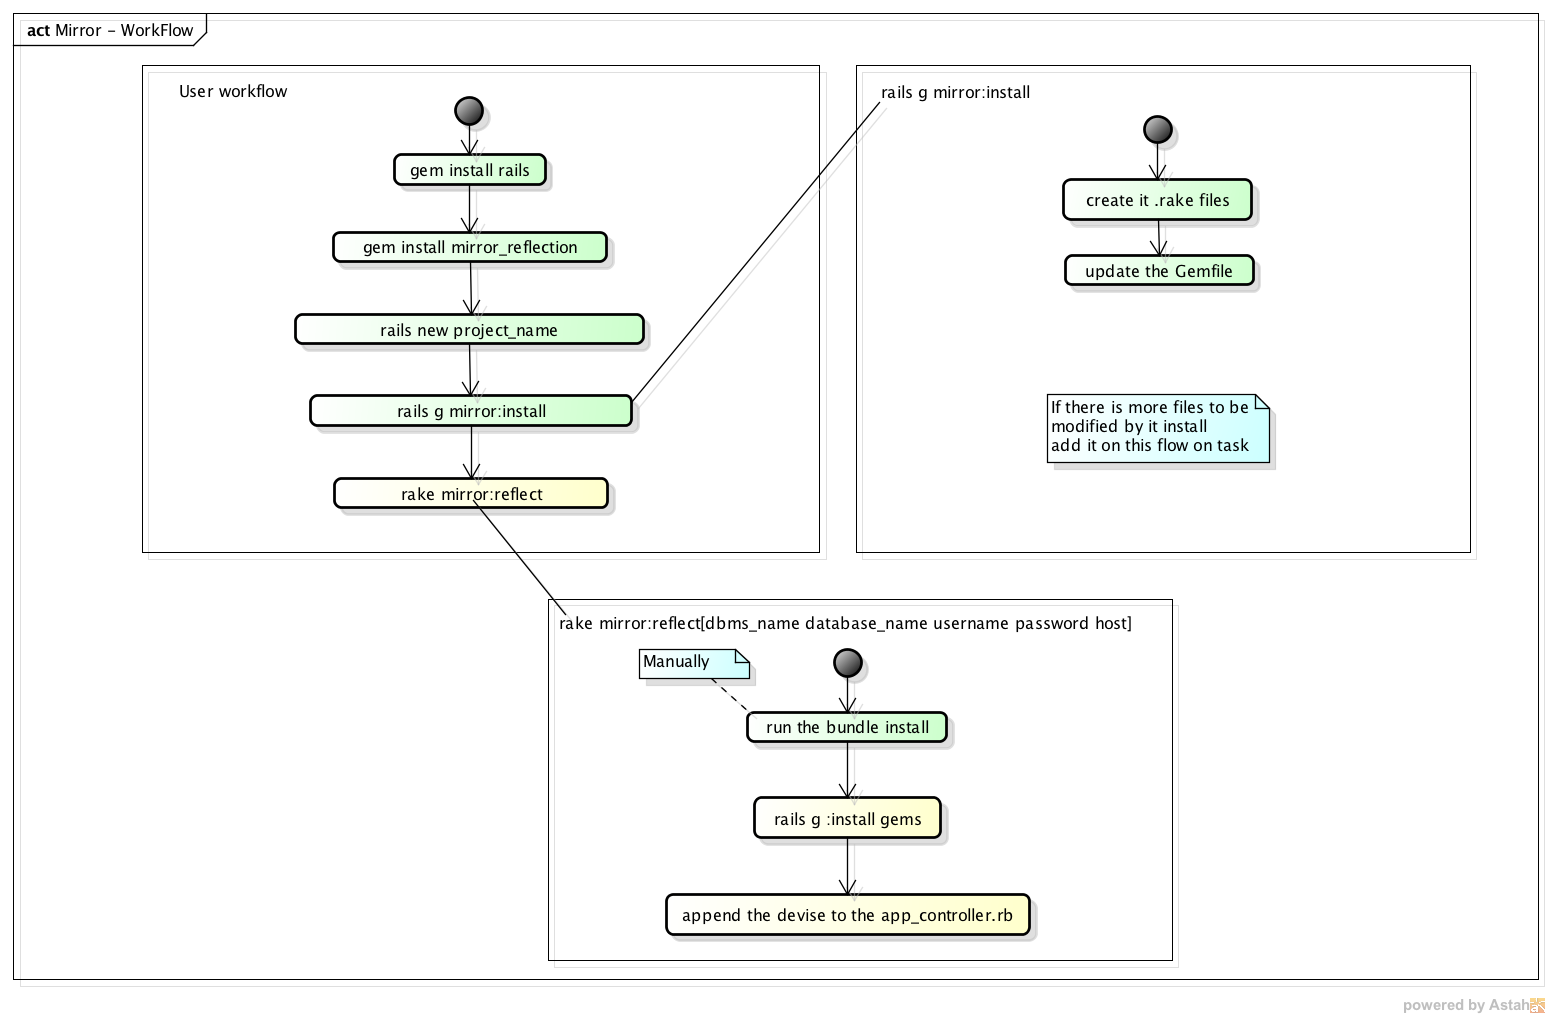 act Mirror - WorkFlow
User workflow
gem install rails
gem install mirror_reflection
rails new project_name
rails g mirror:install
rake mirror:reflect
rails g mirror:install
create it .rake files
update the Gemfile
If there is more files to be
modified by it install
add it on this flow on task
rake mirror:reflect[dbms_name database_name username password host]
Manually
run the bundle install
rails g :install gems
append the devise to the app_controller.rb
powered by Astah